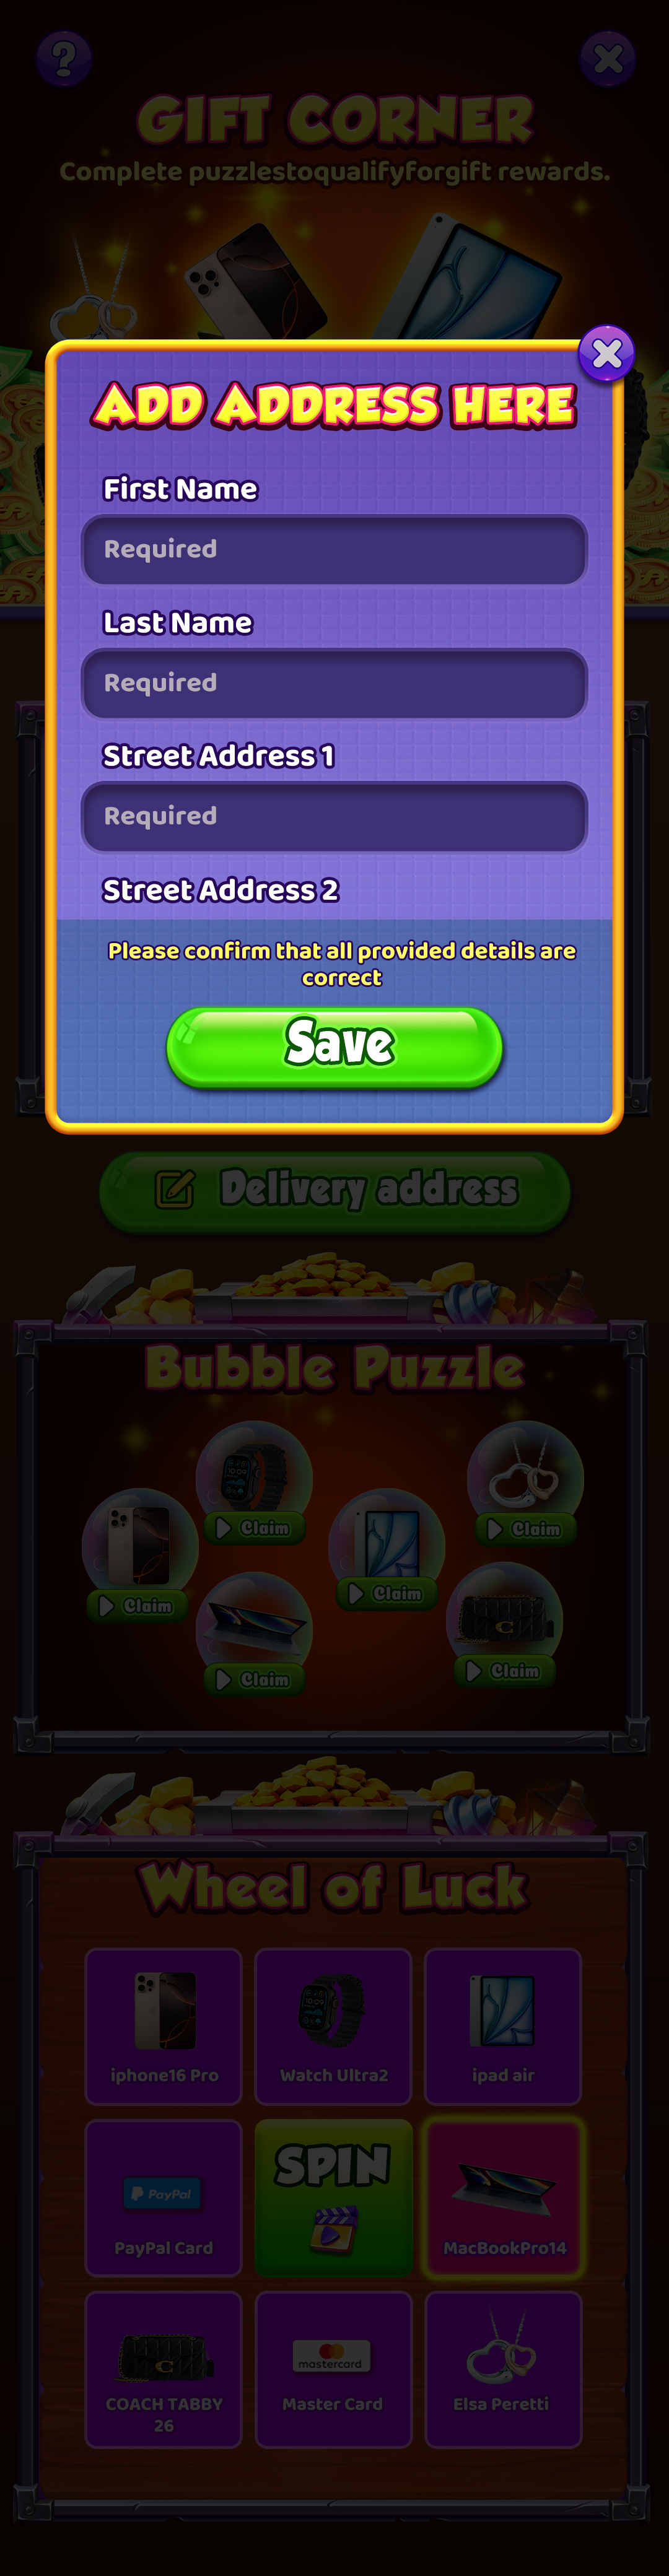 ?
GIFT CORNER
Complete puzzlestoqualifyforgift rewards.
ADD ADDRESS HERE
First Name
Required
Last Name
Required
Street Address 1
Required
Street Address 2
Please confirm that all provided details are
correct
Save
Delivery address
Bubble Puzzle
Claim
Claim
Claim
Claim
Claim
Claim
Wheel of Luck
iphone16 Pro
Watch Ultra2
ipad air
PayPal
PayPal Card
SPIN
MacBookPro14
COACH TABBY
26
mastercard
Master Card
Elsa Peretti